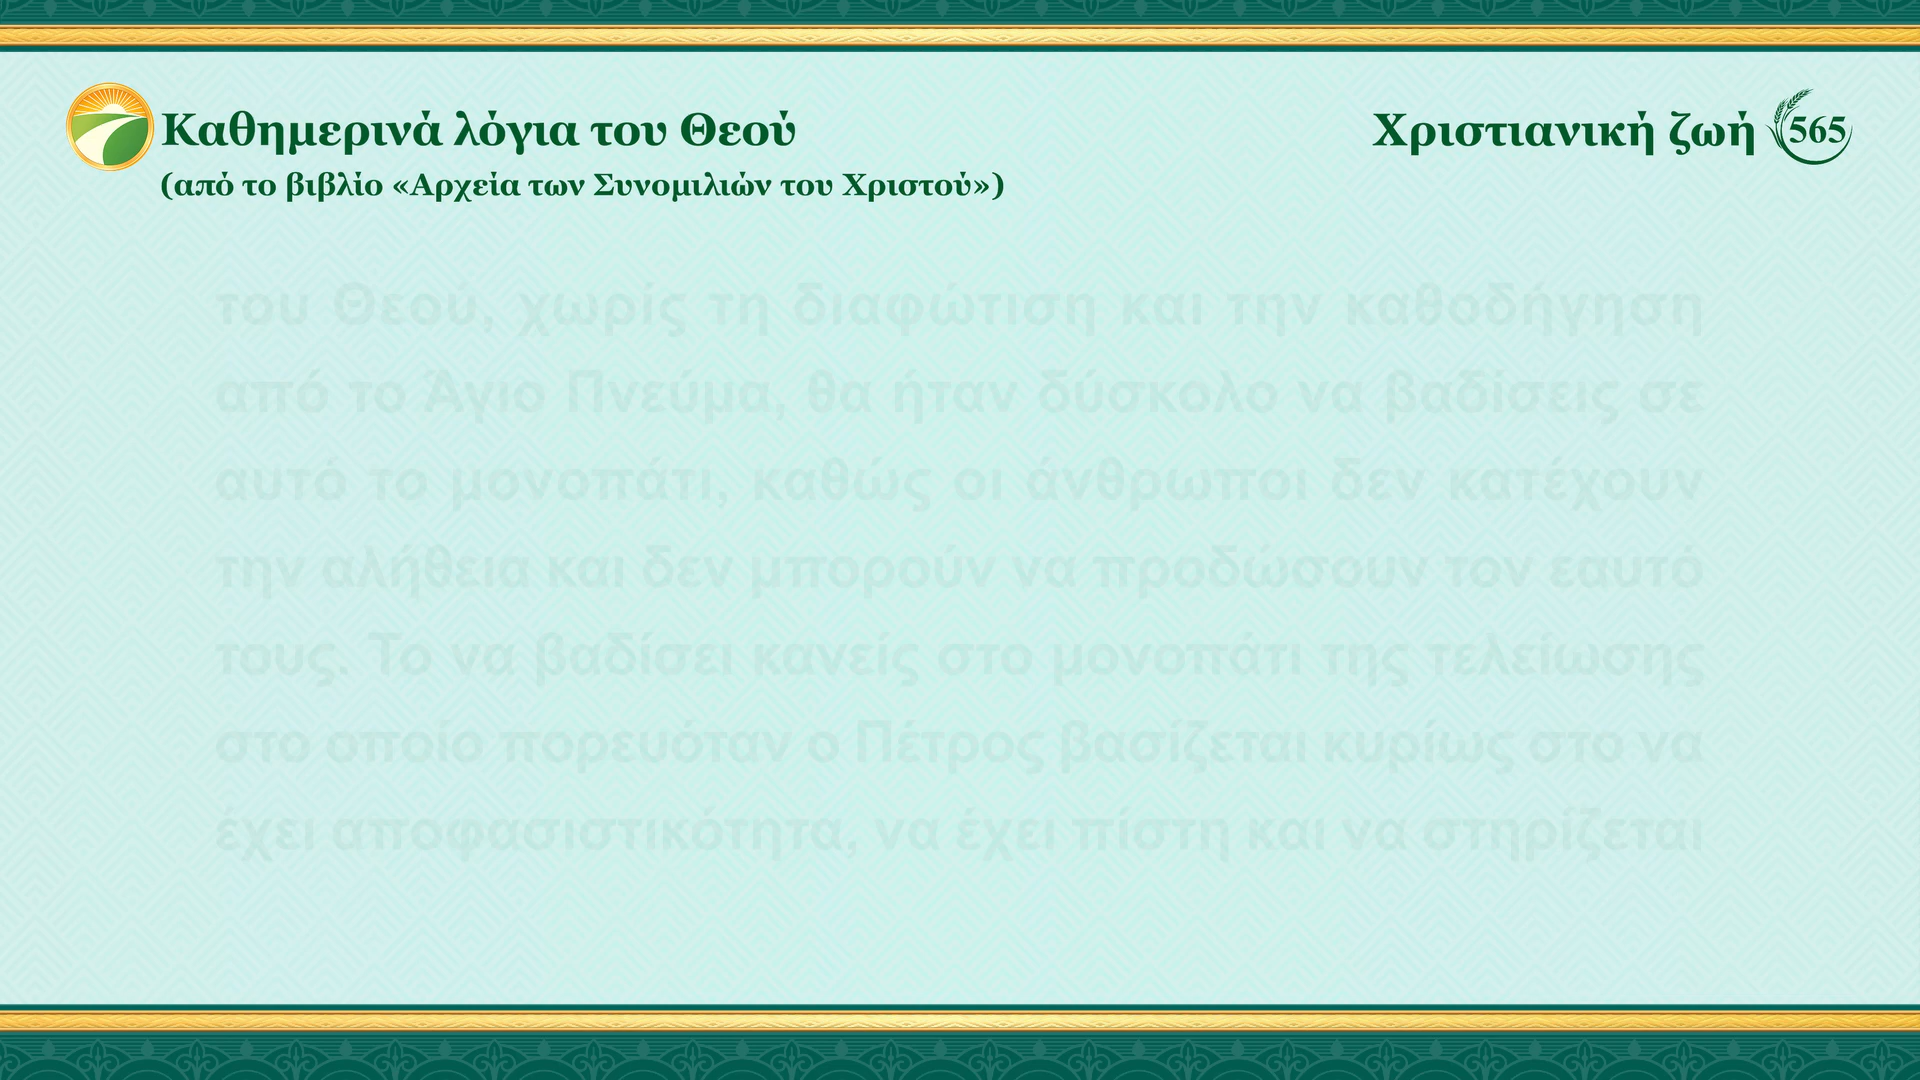 Καθημερινά λόγια του Θεού
(από το βιβλίο «Αρχεία των Συνομιλιών του Χριστού»)
Χριστιανική ζωή 565
του Θεού, χωρίς τη διαφώτιση και την καθοδήγηση
από το Άγιο Πνεύμα, θα ήταν δύσκολο να βαδίσεις σε
αυτό το μονοπάτι, καθώς οι άνθρωποι δεν κατέχουν
την αλήθεια και δεν μπορούν να προδώσουν τον εαυτό
τους. Το να βαδίσει κανείς στο μονοπάτι της τελείωσης
στο οποίο πορευόταν ο Πέτρος βασίζεται κυρίως στο να
έχει αποφασιστικότητα, να έχει πίστη και να στηρίζεται